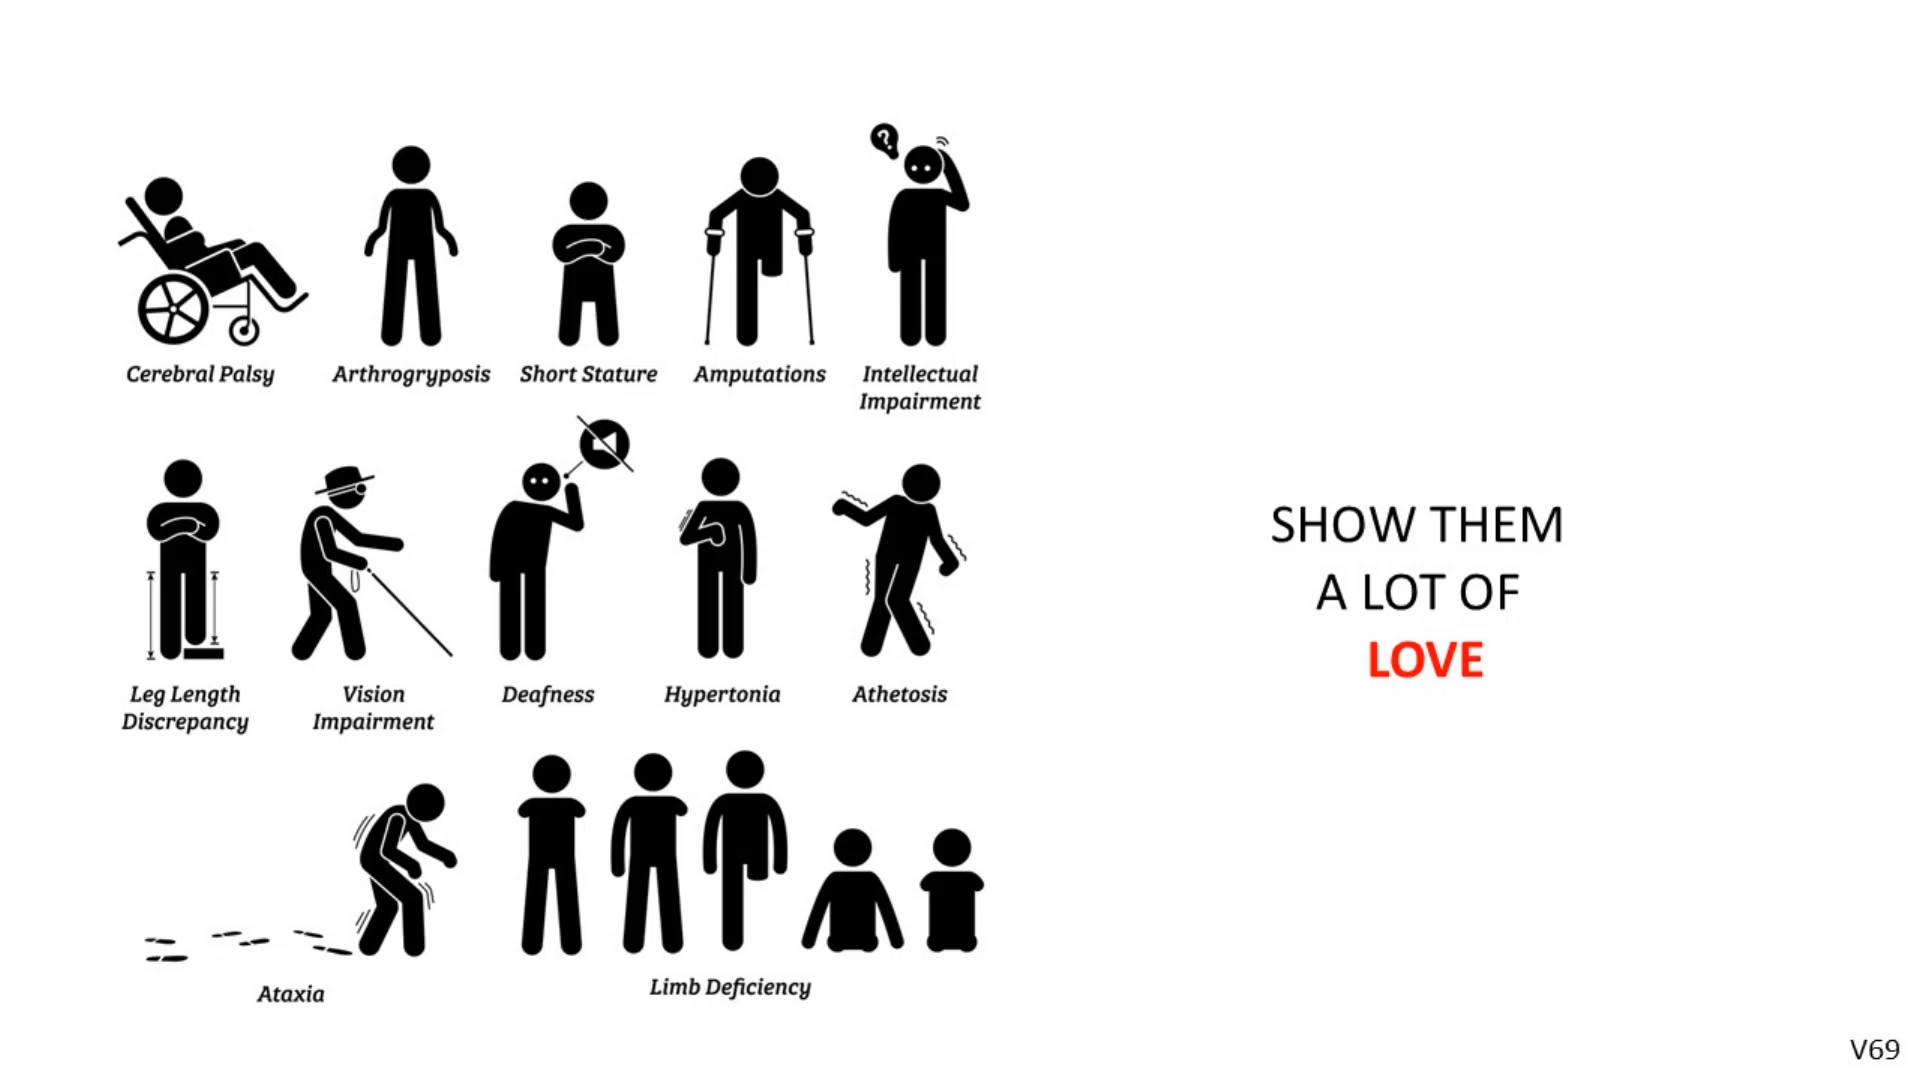 ?
Cerebral Palsy
Arthrogryposis
Short Stature
Amputations
Intellectual
Impairment
Leg Length
Discrepancy
Vision
Impairment
Deafness
Hypertonia
Athetosis
Ataxia
Limb Deficiency
SHOW THEM
A LOT OF
LOVE
V69